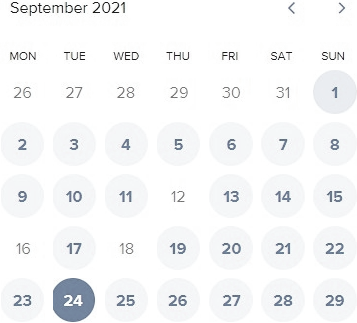 September 2021
MON TUE WED THU FRI SAT SUN
26 27 28 29 30 31 1
2 3 4 5 6 7 8
9 10 11 12 13 14 15
16 17 18 19 20 21 22
23 24 25 26 27 28 29